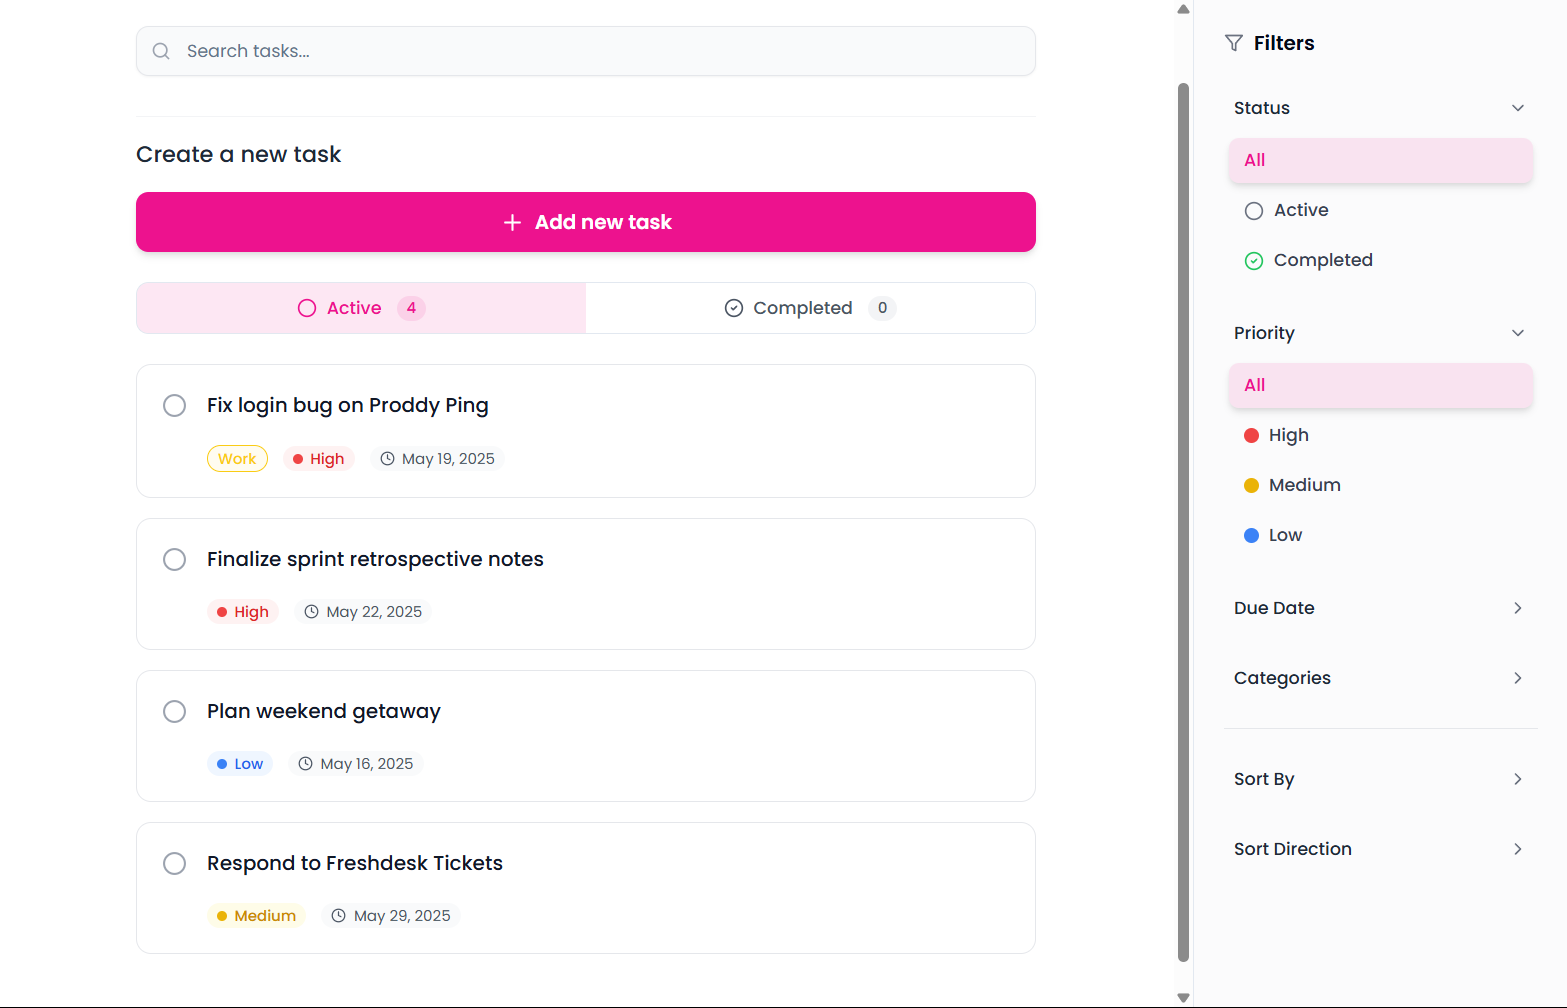 Search tasks...
Create a new task
Add new task
Active 4
Completed 0
Fix login bug on Proddy Ping
Work High May 19, 2025
Finalize sprint retrospective notes
High May 22, 2025
Plan weekend getaway
Low May 16, 2025
Respond to Freshdesk Tickets
Medium May 29, 2025
Filters
Status
All
Active
Completed
Priority
All
High
Medium
Low
Due Date
Categories
Sort By
Sort Direction